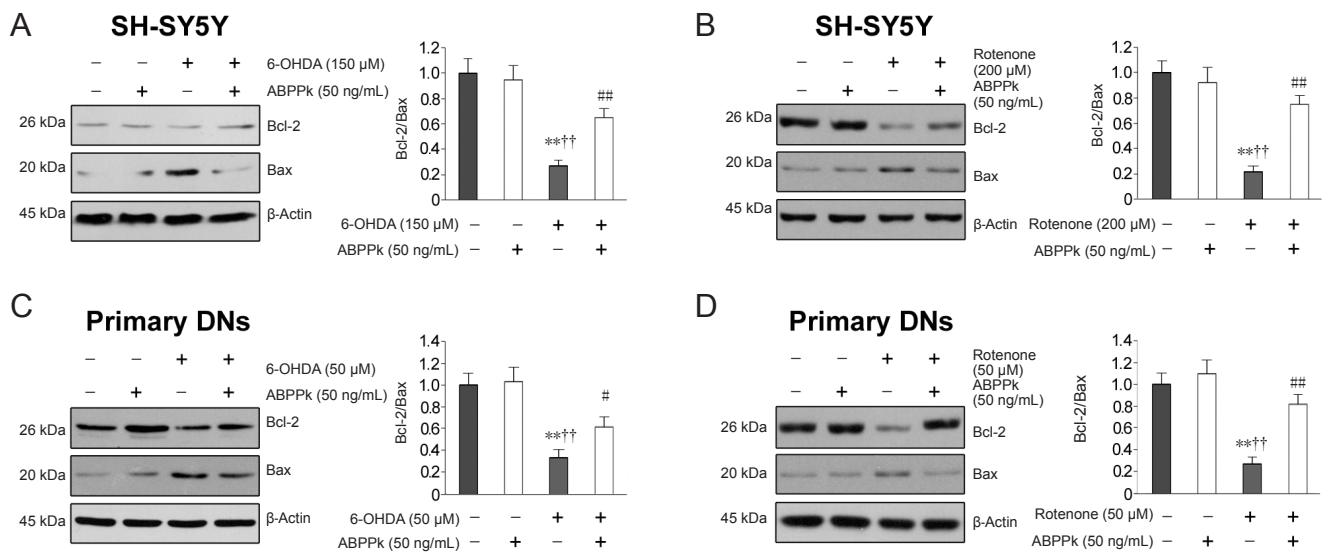 A
SH-SY5Y
– – + + 6-OHDA (150 µM)
– + – + ABPPk (50 ng/mL)
26 kDa Bcl-2
20 kDa Bax
45 kDa β-Actin
Bcl-2/Bax
1.2
1.0
0.8
0.6
0.4
0.2
0
**††
##
6-OHDA (150 µM) – – + +
ABPPk (50 ng/mL) – + – +
B
SH-SY5Y
– – + + Rotenone
(200 µM)
– + – + ABPPk
(50 ng/mL)
26 kDa Bcl-2
20 kDa Bax
45 kDa β-Actin
Bcl-2/Bax
1.2
1.0
0.8
0.6
0.4
0.2
0
**††
##
Rotenone (200 µM) – – + +
ABPPk (50 ng/mL) – + – +
C
Primary DNs
– – + + 6-OHDA (50 µM)
– + – + ABPPk (50 ng/mL)
26 kDa Bcl-2
20 kDa Bax
45 kDa β-Actin
Bcl-2/Bax
1.4
1.2
1.0
0.8
0.6
0.4
0.2
0
**††
#
6-OHDA (50 µM) – – + +
ABPPk (50 ng/mL) – + – +
D
Primary DNs
– – + + Rotenone
(50 µM)
– + – + ABPPk
(50 ng/mL)
26 kDa Bcl-2
20 kDa Bax
45 kDa β-Actin
Bcl-2/Bax
1.4
1.2
1.0
0.8
0.6
0.4
0.2
0
**††
##
Rotenone (50 µM) – – + +
ABPPk (50 ng/mL) – + – +